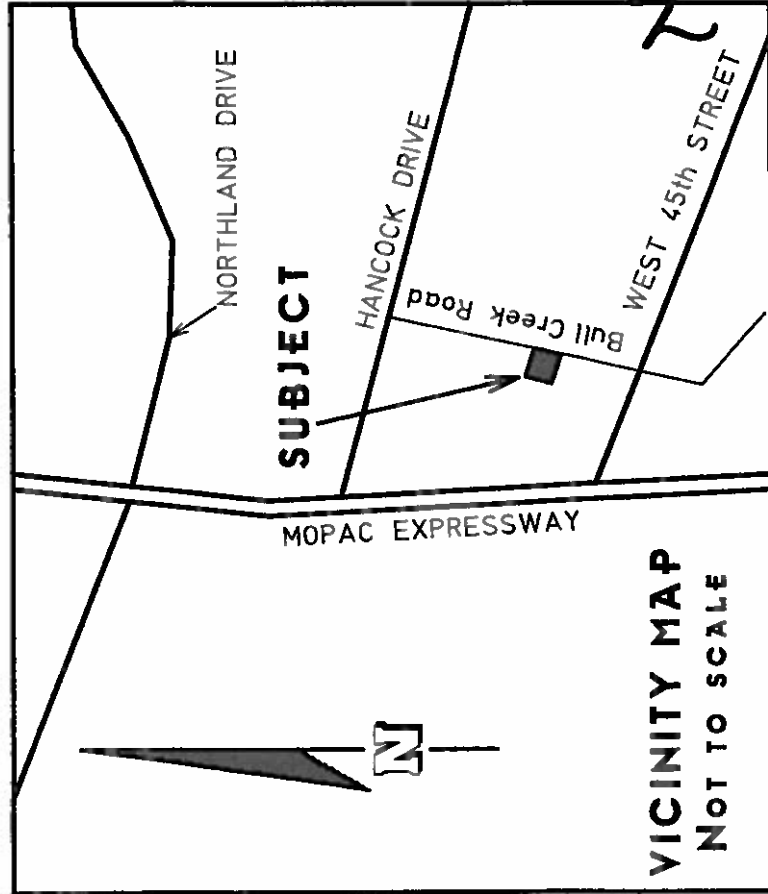 NORTHLAND DRIVE
SUBJECT
HANCOCK DRIVE
Bull Creek Road
WEST 45th STREET
MOPAC EXPRESSWAY
N
VICINITY MAP
NOT TO SCALE